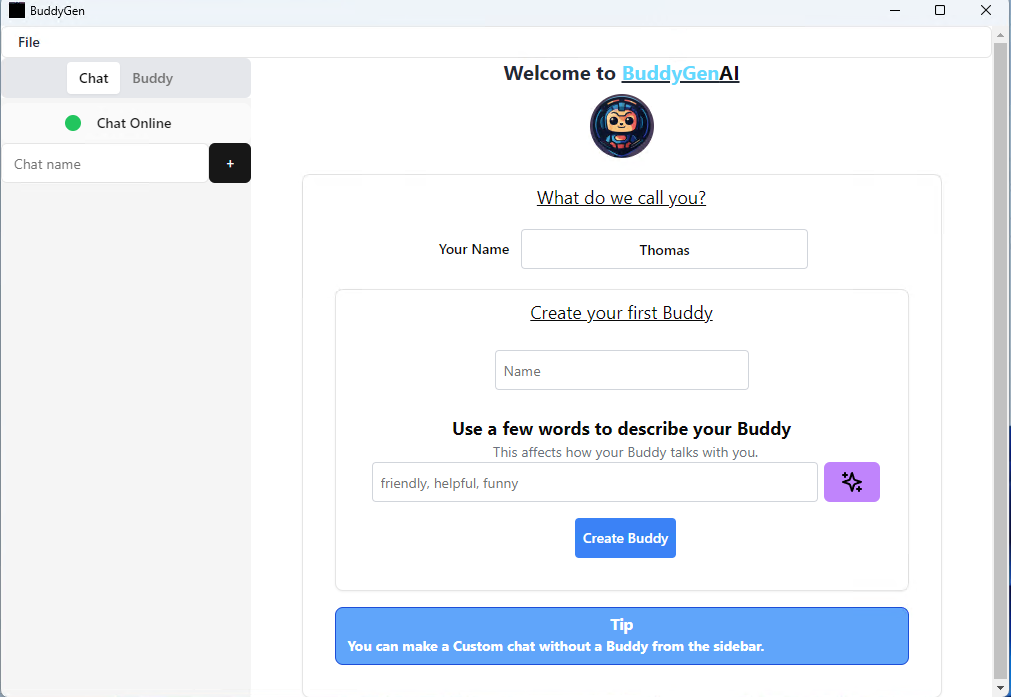 BuddyGen
File
Chat Buddy
Chat Online
Chat name +
Welcome to BuddyGenAI
What do we call you?
Your Name Thomas
Create your first Buddy
Name
Use a few words to describe your Buddy
This affects how your Buddy talks with you.
friendly, helpful, funny
Create Buddy
Tip
You can make a Custom chat without a Buddy from the sidebar.